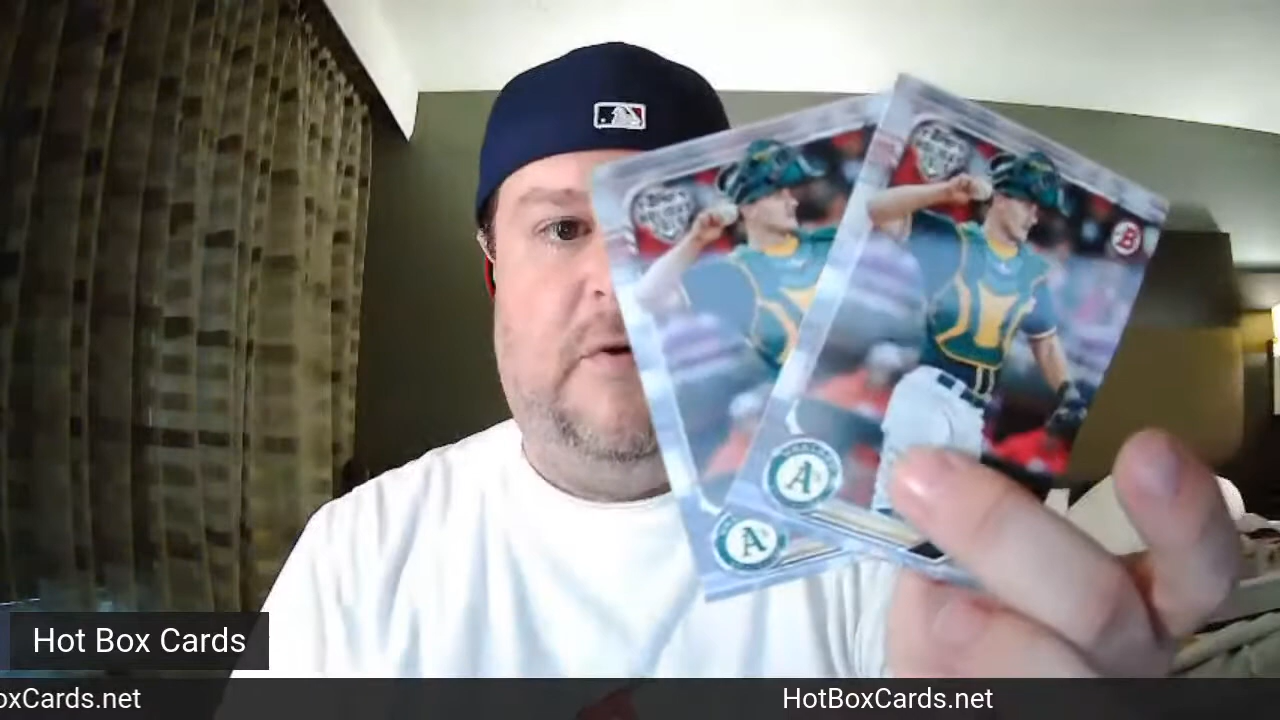 A's
A's
B
Hot Box Cards
oxCards.net
HotBoxCards.net